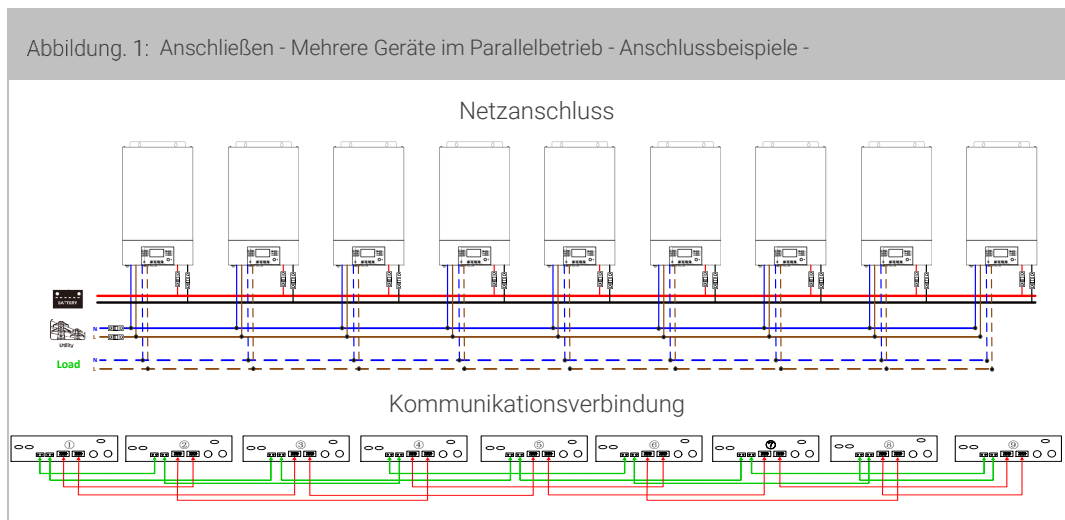 Abbildung. 1: Anschließen - Mehrere Geräte im Parallelbetrieb - Anschlussbeispiele -
Netzanschluss
BATTERY
N
L
Utility
N
Load
L
Kommunikationsverbindung
① ② ③ ④ ⑤ ⑥ ⑦ ⑧ ⑨